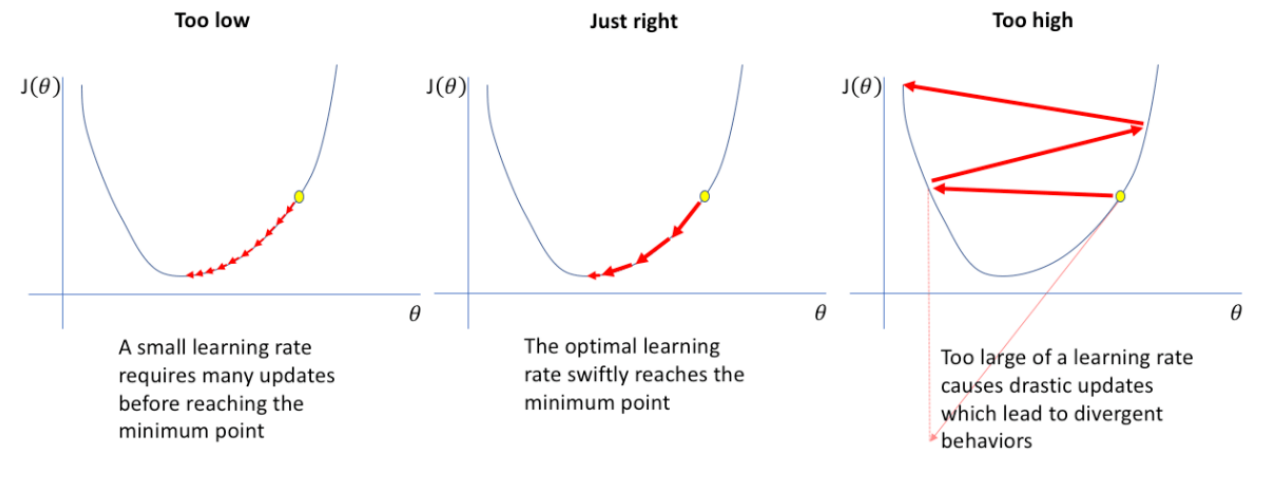 Too low
Just right
Too high
J(θ)
J(θ)
J(θ)
θ
θ
θ
A small learning rate
requires many updates
before reaching the
minimum point
The optimal learning
rate swiftly reaches the
minimum point
Too large of a learning rate
causes drastic updates
which lead to divergent
behaviors